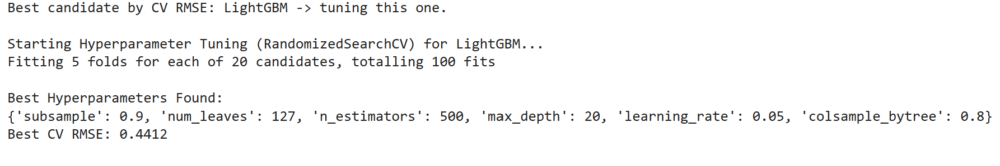 Best candidate by CV RMSE: LightGBM -> tuning this one.
Starting Hyperparameter Tuning (RandomizedSearchCV) for LightGBM...
Fitting 5 folds for each of 20 candidates, totalling 100 fits
Best Hyperparameters Found:
{'subsample': 0.9, 'num_leaves': 127, 'n_estimators': 500, 'max_depth': 20, 'learning_rate': 0.05, 'colsample_bytree': 0.8}
Best CV RMSE: 0.4412